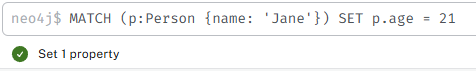 neo4j$ MATCH (p:Person {name: 'Jane'}) SET p.age = 21
Set 1 property